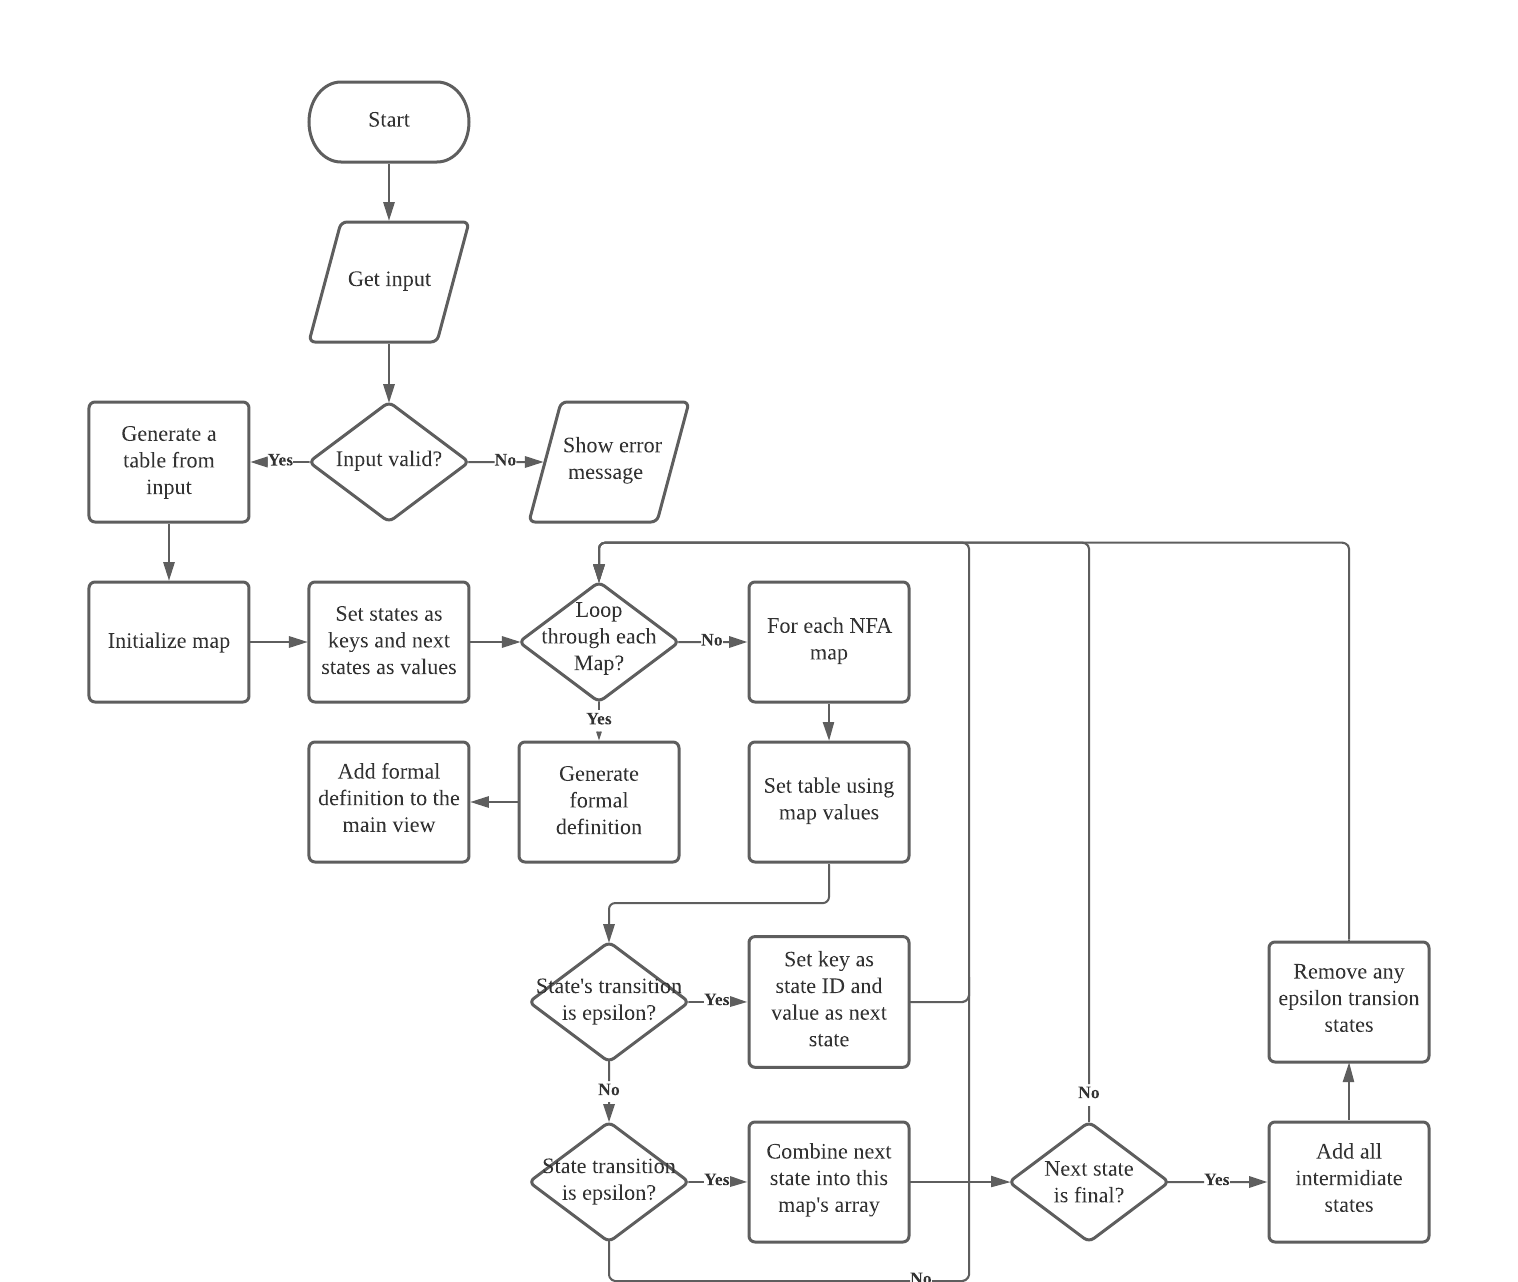 Start
Get input
Generate a
table from
input
Yes
Input valid?
No
Show error
message
Initialize map
Set states as
keys and next
states as values
Loop
through each
Map?
No
For each NFA
map
Yes
Add formal
definition to the
main view
Generate
formal
definition
Set table using
map values
State's transition
is epsilon?
Yes
Set key as
state ID and
value as next
state
Remove any
epsilon transion
states
No
No
State transition
is epsilon?
Yes
Combine next
state into this
map's array
Next state
is final?
Yes
Add all
intermidiate
states
No